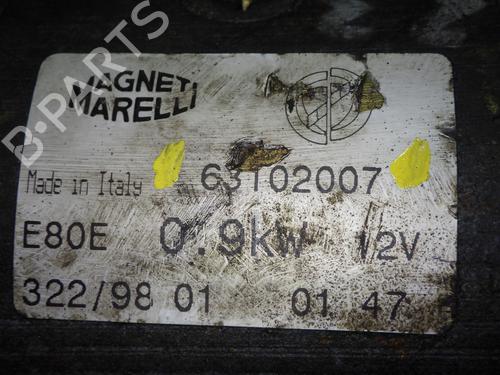 B-PARTS
MAGNETI
MARELLI
Made in Italy 63102007
E80E 0.9kw 12V
322/98 01 01 47